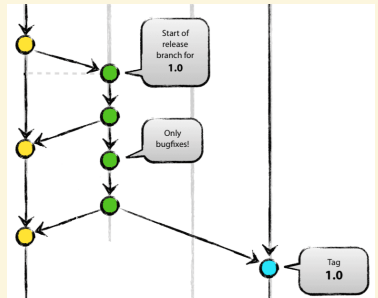 Start of
release
branch for
1.0
Only
bugfixes!
Tag
1.0